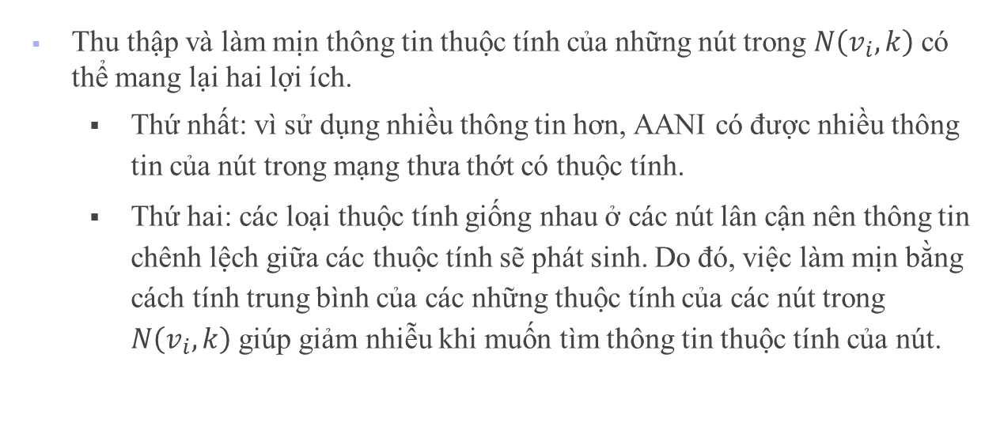 ▪ Thu thập và làm mịn thông tin thuộc tính của những nút trong 𝑁(𝑣ᵢ, 𝑘) có
thể mang lại hai lợi ích.
▪ Thứ nhất: vì sử dụng nhiều thông tin hơn, AANI có được nhiều thông
tin của nút trong mạng thưa thớt có thuộc tính.
▪ Thứ hai: các loại thuộc tính giống nhau ở các nút lân cận nên thông tin
chênh lệch giữa các thuộc tính sẽ phát sinh. Do đó, việc làm mịn bằng
cách tính trung bình của các những thuộc tính của các nút trong
𝑁(𝑣ᵢ, 𝑘) giúp giảm nhiễu khi muốn tìm thông tin thuộc tính của nút.